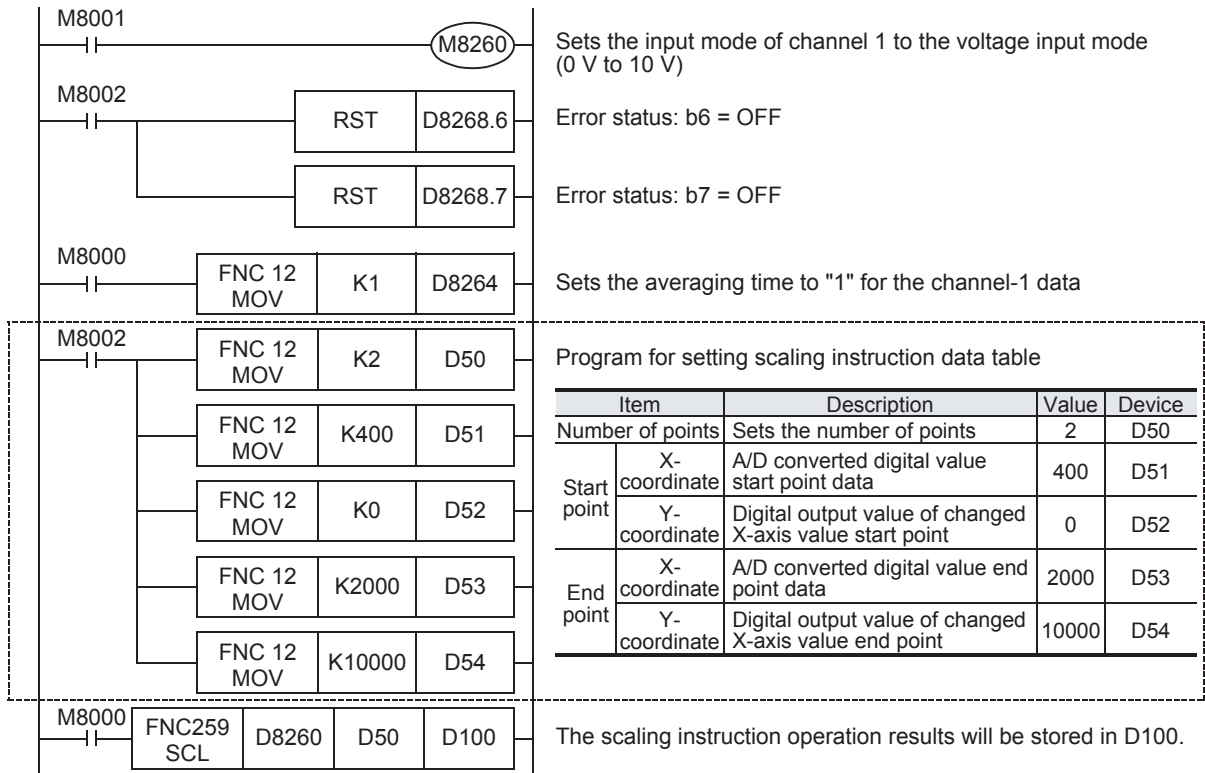 M8001
M8260
Sets the input mode of channel 1 to the voltage input mode
(0 V to 10 V)
M8002
RST D8268.6
Error status: b6 = OFF
RST D8268.7
Error status: b7 = OFF
M8000
FNC 12
MOV K1 D8264
Sets the averaging time to "1" for the channel-1 data
M8002
FNC 12
MOV K2 D50
FNC 12
MOV K400 D51
FNC 12
MOV K0 D52
FNC 12
MOV K2000 D53
FNC 12
MOV K10000 D54
Program for setting scaling instruction data table
Item Description Value Device
Number of points Sets the number of points 2 D50
Start
point
X-
coordinate
A/D converted digital value
start point data
400 D51
Y-
coordinate
Digital output value of changed
X-axis value start point
0 D52
End
point
X-
coordinate
A/D converted digital value end
point data
2000 D53
Y-
coordinate
Digital output value of changed
X-axis value end point
10000 D54
M8000
FNC259
SCL D8260 D50 D100
The scaling instruction operation results will be stored in D100.